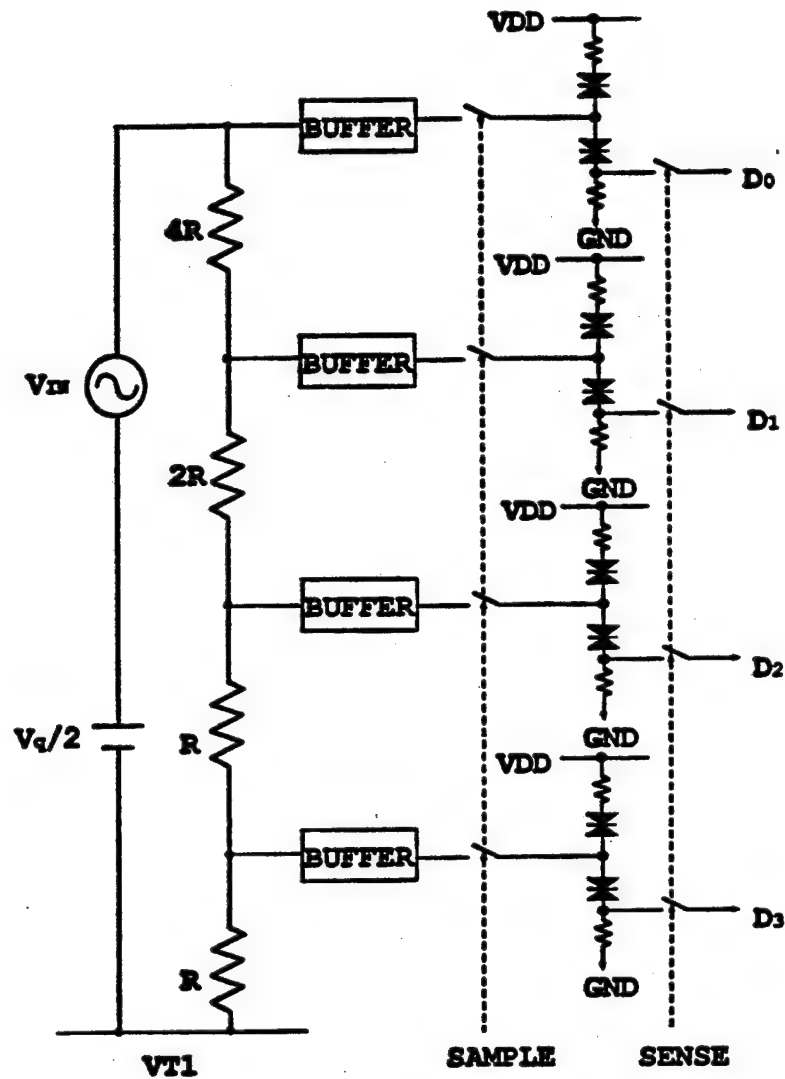 VDD
BUFFER
D0
4R
GND
VDD
BUFFER
VIN
D1
2R
GND
VDD
BUFFER
D2
Vq/2
R
GND
VDD
BUFFER
D3
R
GND
VT1
SAMPLE
SENSE